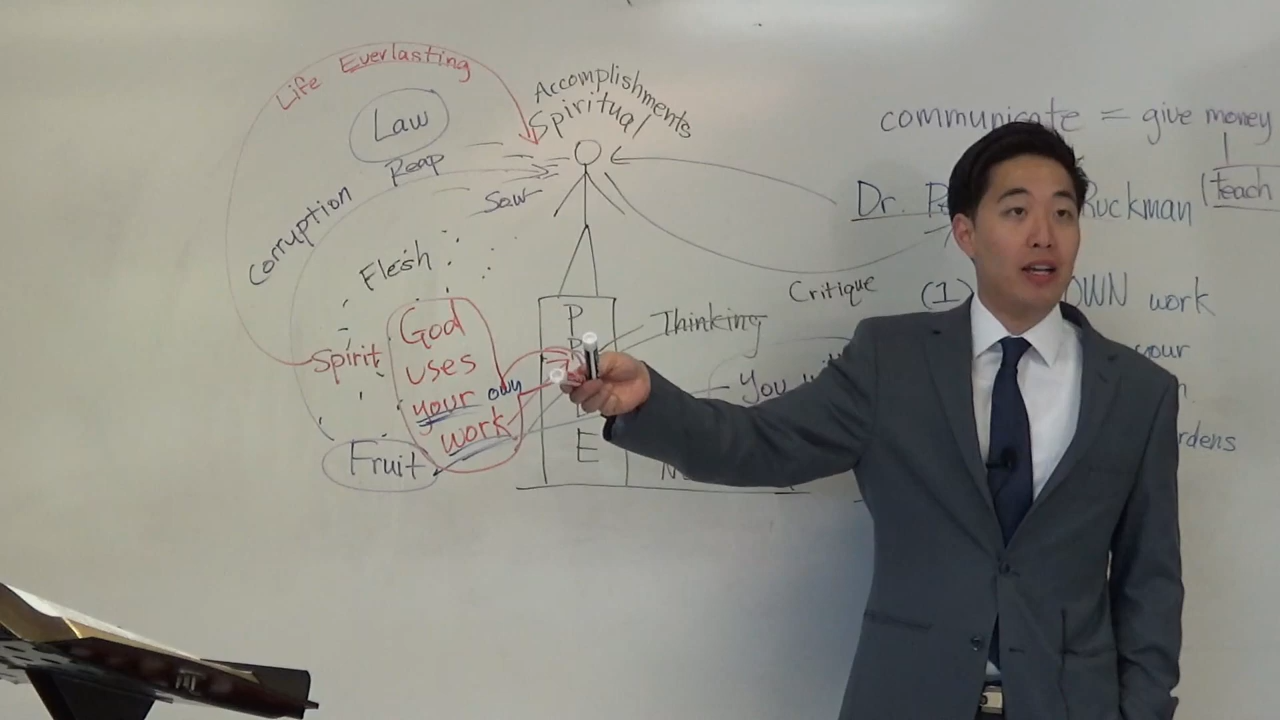 Life Everlasting
Law
Reap
Sow
Corruption
Flesh
Spirit
God
uses
your own
work
Fruit
Accomplishments
Spiritual
P
E
Thinking
Critique
communicate = give money
teach
Dr. Ruckman
(1) OWN work
your
You